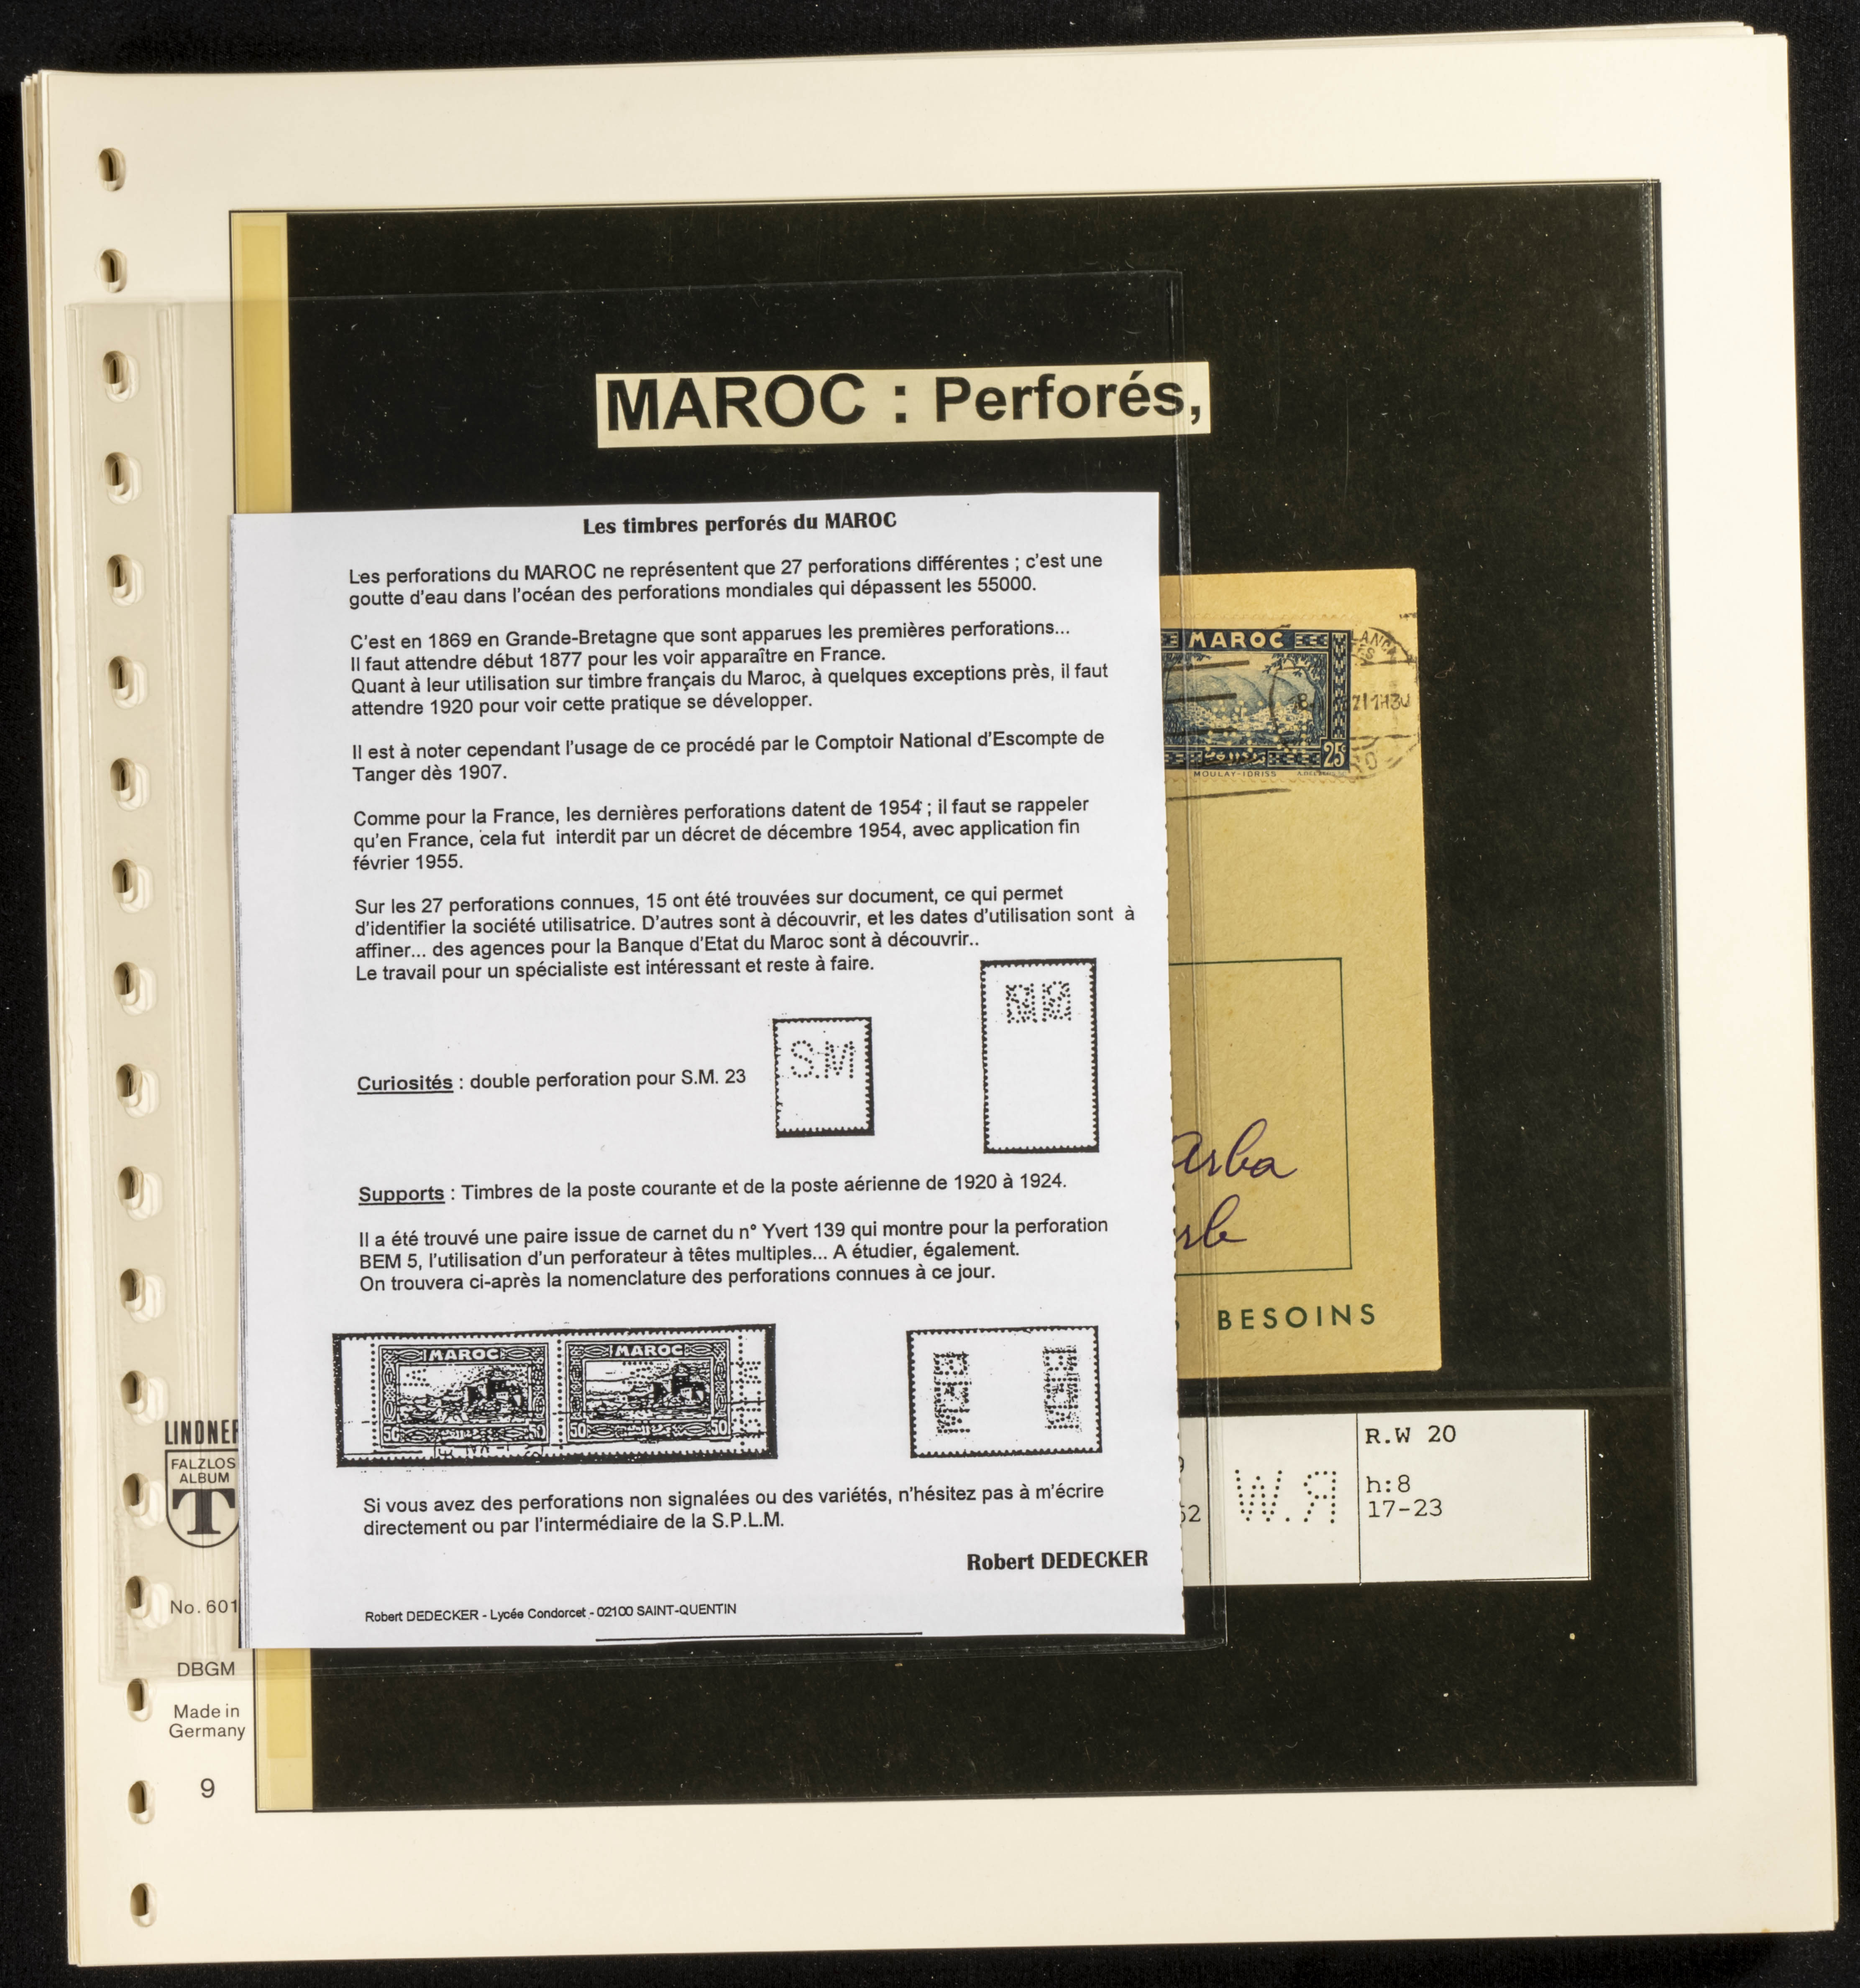 MAROC : Perforés,
Les timbres perforés du MAROC
Les perforations du MAROC ne représentent que 27 perforations différentes ; c'est une
goutte d'eau dans l'océan des perforations mondiales qui dépassent les 55000.
C'est en 1869 en Grande-Bretagne que sont apparues les premières perforations...
Il faut attendre début 1877 pour les voir apparaître en France.
Quant à leur utilisation sur timbre français du Maroc, à quelques exceptions près, il faut
attendre 1920 pour voir cette pratique se développer.
Il est à noter cependant l'usage de ce procédé par le Comptoir National d'Escompte de
Tanger dès 1907.
Comme pour la France, les dernières perforations datent de 1954 ; il faut se rappeler
qu'en France, cela fut interdit par un décret de décembre 1954, avec application fin
février 1955.
Sur les 27 perforations connues, 15 ont été trouvées sur document, ce qui permet
d'identifier la société utilisatrice. D'autres sont à découvrir, et les dates d'utilisation sont à
affiner... des agences pour la Banque d'Etat du Maroc sont à découvrir..
Le travail pour un spécialiste est intéressant et reste à faire.
Curiosités : double perforation pour S.M. 23
S.M
Supports : Timbres de la poste courante et de la poste aérienne de 1920 à 1924.
Il a été trouvé une paire issue de carnet du n° Yvert 139 qui montre pour la perforation
BEM 5, l'utilisation d'un perforateur à têtes multiples... A étudier, également.
On trouvera ci-après la nomenclature des perforations connues à ce jour.
MAROC MAROC
50 50 50 50
BEM BEM
Si vous avez des perforations non signalées ou des variétés, n'hésitez pas à m'écrire
directement ou par l'intermédiaire de la S.P.L.M.
Robert DEDECKER
Robert DEDECKER - Lycée Condorcet - 02100 SAINT-QUENTIN
MAROC
25c
MOULAY-IDRISS
Arba
BESOINS
R.W 20
h:8
17-23
LINDNER
FALZLOS
ALBUM
T
No. 601
DBGM
Made in
Germany
9